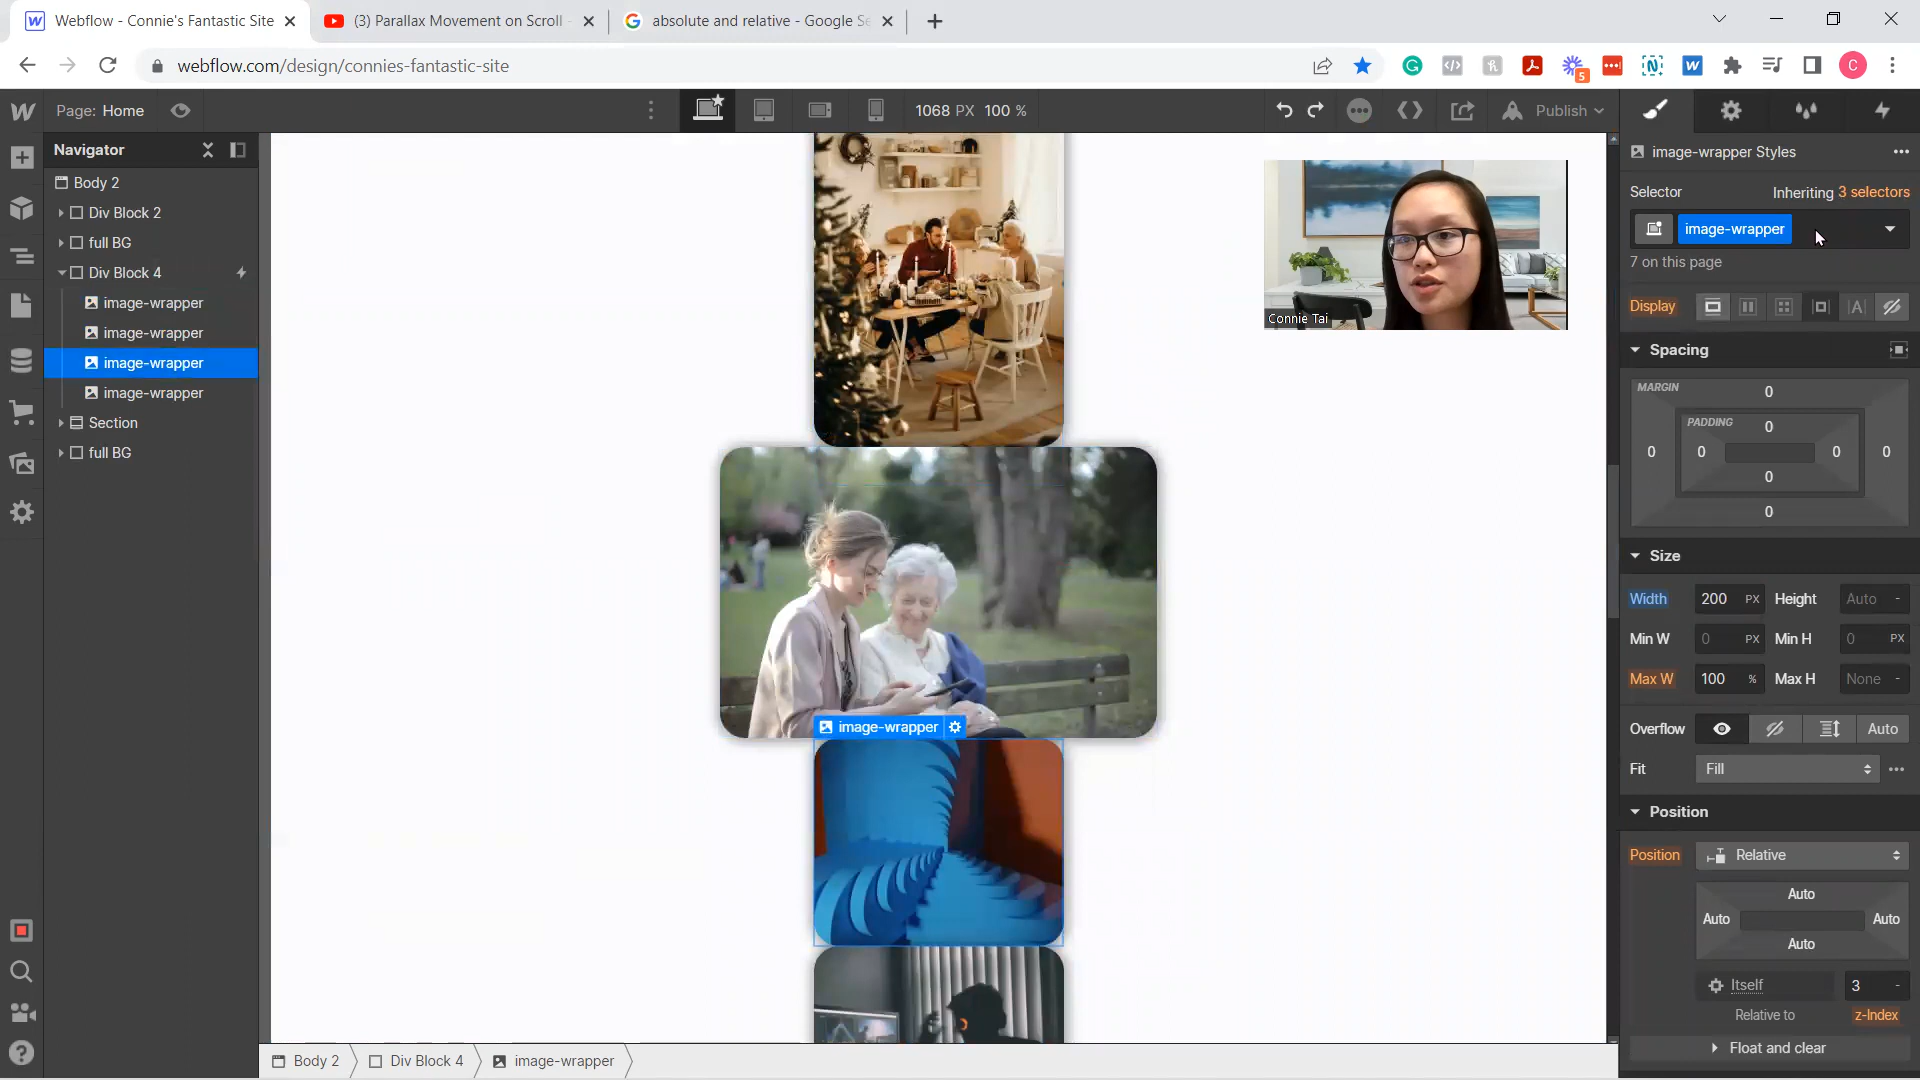 Webflow - Connie's Fantastic Site
(3) Parallax Movement on Scroll -
absolute and relative - Google Se
webflow.com/design/connies-fantastic-site
5
C
Page: Home
1068 PX 100 %
Publish
Navigator
Body 2
Div Block 2
full BG
Div Block 4
image-wrapper
image-wrapper
image-wrapper
image-wrapper
Section
full BG
Connie Tai
image-wrapper
image-wrapper Styles
Selector
Inheriting 3 selectors
image-wrapper
7 on this page
Display
Spacing
MARGIN
0
PADDING
0
0 0 0 0
0
0
Size
Width 200 PX Height Auto -
Min W 0 PX Min H 0 PX
Max W 100 % Max H None -
Overflow Auto
Fit Fill
Position
Position Relative
Auto
Auto Auto
Auto
Itself 3 -
Relative to z-Index
Float and clear
Body 2 Div Block 4 image-wrapper